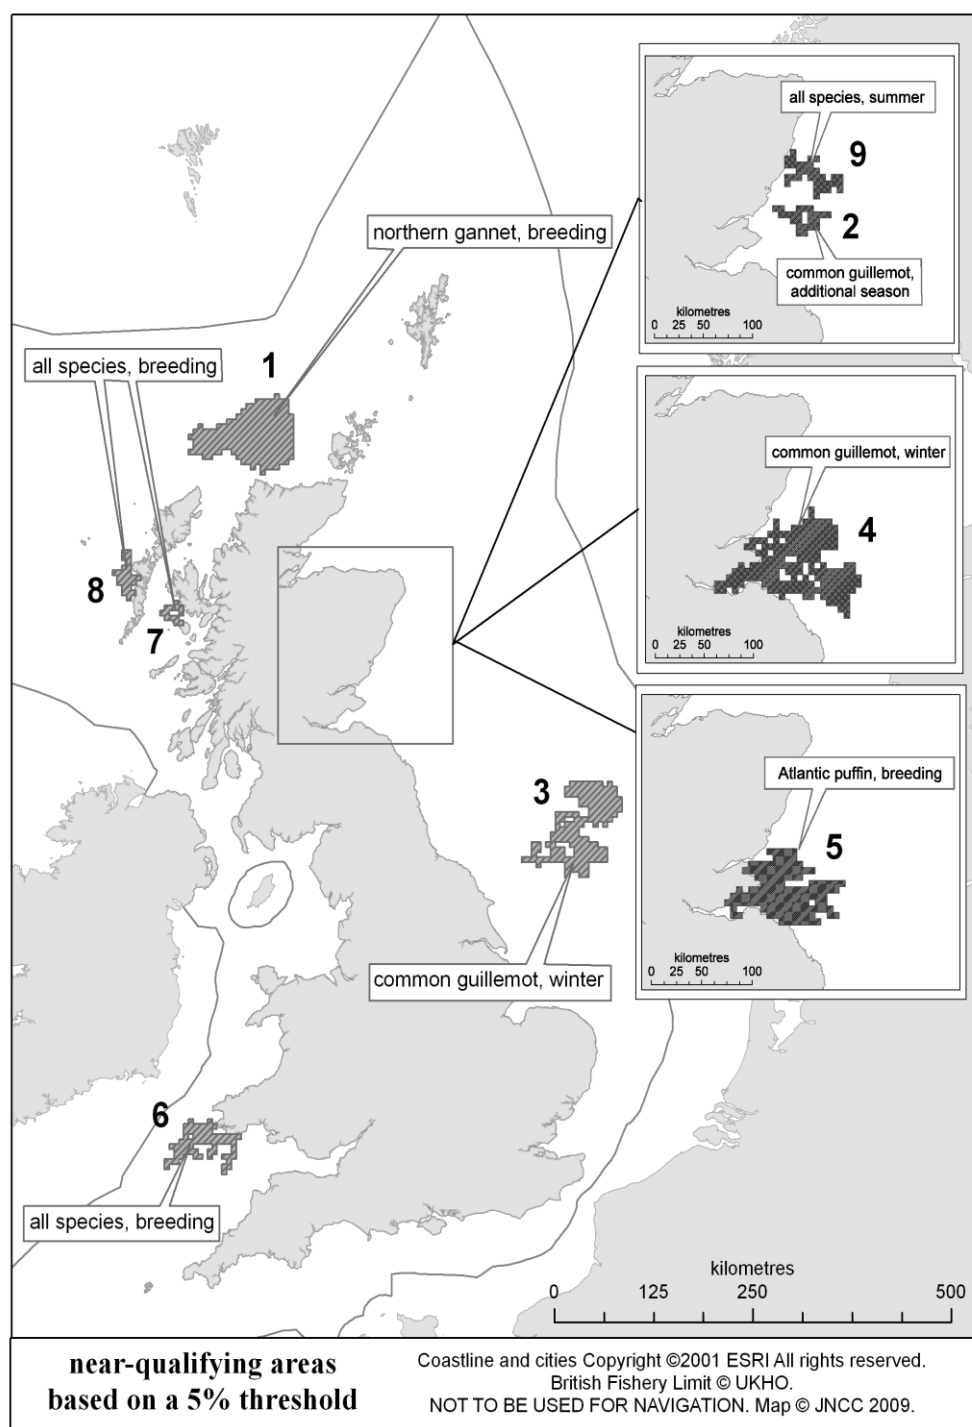 all species, summer
9
2
common guillemot,
additional season
kilometres
0 25 50 100
northern gannet, breeding
1
all species, breeding
8
7
common guillemot, winter
4
kilometres
0 25 50 100
Atlantic puffin, breeding
5
kilometres
0 25 50 100
3
common guillemot, winter
6
all species, breeding
kilometres
0 125 250 500
near-qualifying areas
based on a 5% threshold
Coastline and cities Copyright ©2001 ESRI All rights reserved.
British Fishery Limit © UKHO.
NOT TO BE USED FOR NAVIGATION. Map © JNCC 2009.